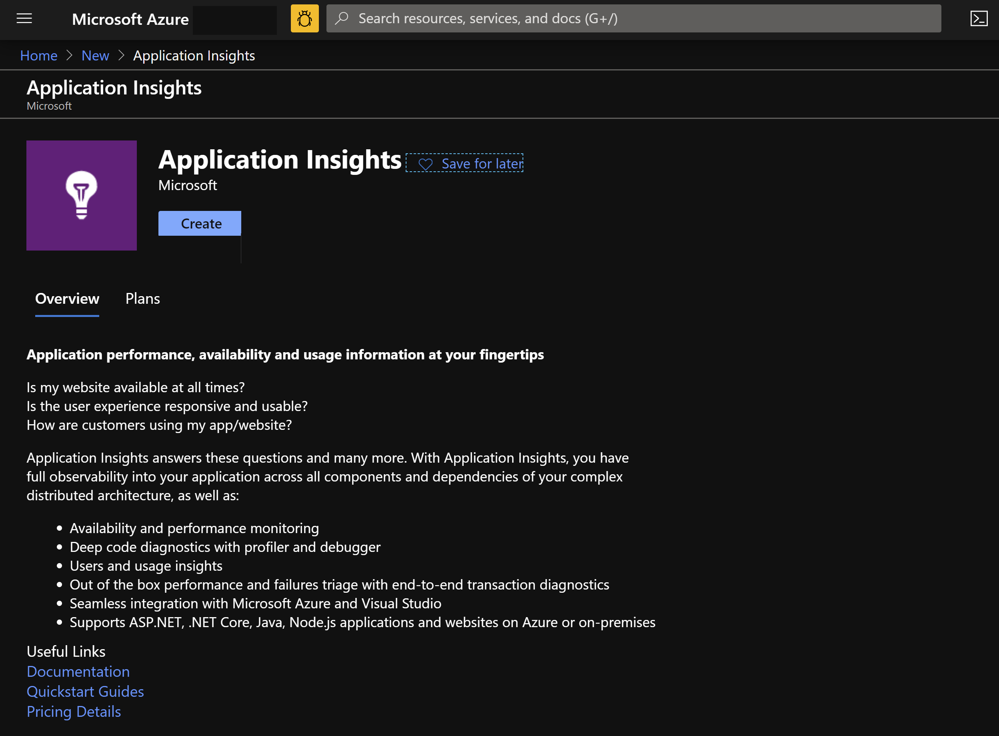 Microsoft Azure
Search resources, services, and docs (G+/)
Home > New > Application Insights
Application Insights
Microsoft
Application Insights
Save for later
Microsoft
Create
Overview
Plans
Application performance, availability and usage information at your fingertips
Is my website available at all times?
Is the user experience responsive and usable?
How are customers using my app/website?
Application Insights answers these questions and many more. With Application Insights, you have
full observability into your application across all components and dependencies of your complex
distributed architecture, as well as:
• Availability and performance monitoring
• Deep code diagnostics with profiler and debugger
• Users and usage insights
• Out of the box performance and failures triage with end-to-end transaction diagnostics
• Seamless integration with Microsoft Azure and Visual Studio
• Supports ASP.NET, .NET Core, Java, Node.js applications and websites on Azure or on-premises
Useful Links
Documentation
Quickstart Guides
Pricing Details